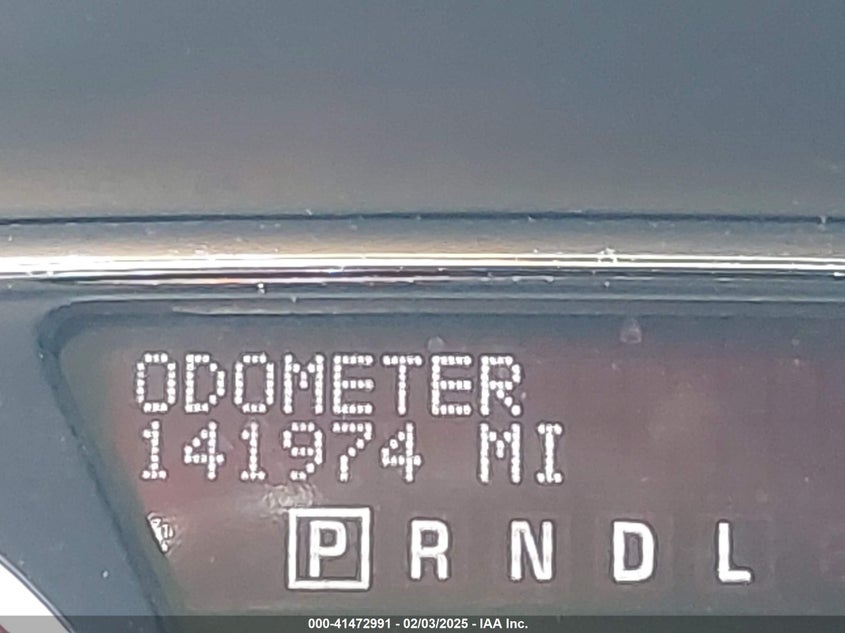 ODOMETER
141974 MI
P R N D L
000-41472991 - 02/03/2025 - IAA Inc.